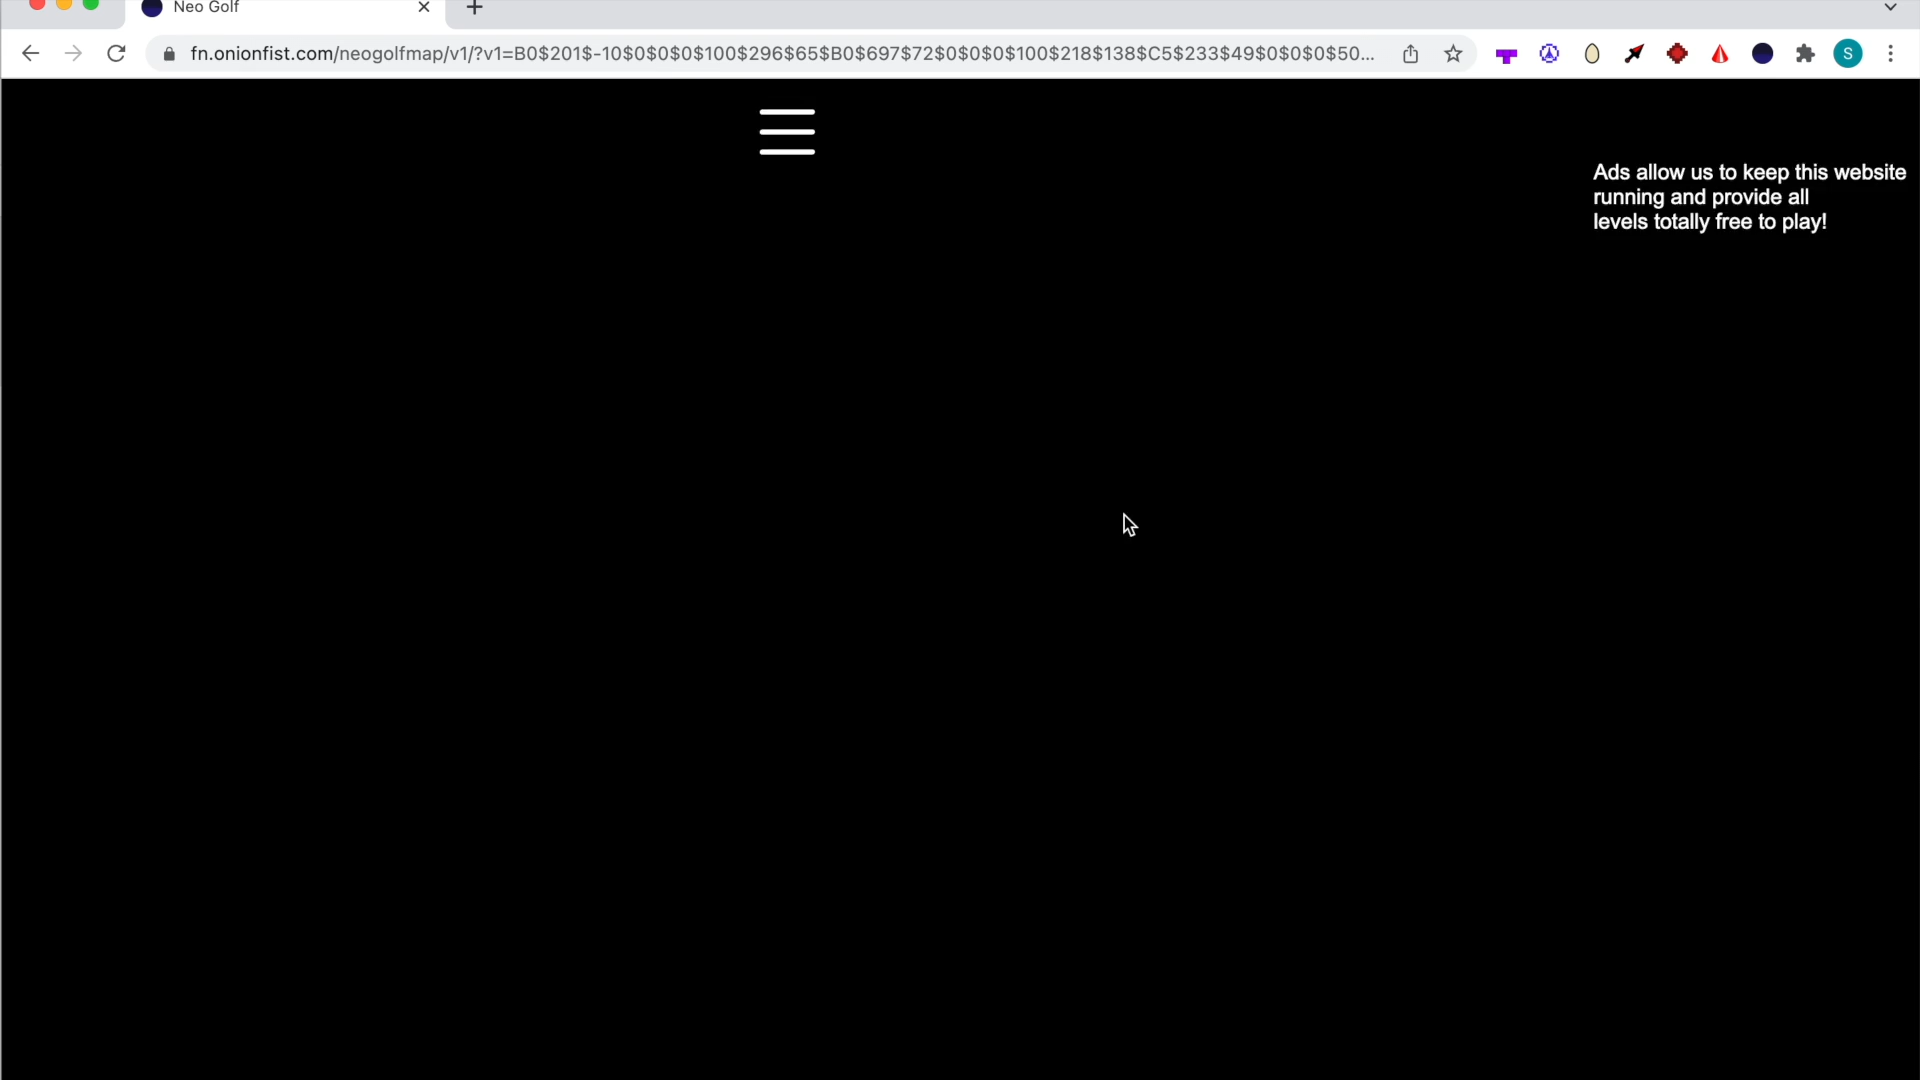 Neo Golf
fn.onionfist.com/neogolfmap/v1/?v1=B0$201$-10$0$0$0$100$296$65$B0$697$72$0$0$0$100$218$138$C5$233$49$0$0$0$50...
S
Ads allow us to keep this website
running and provide all
levels totally free to play!